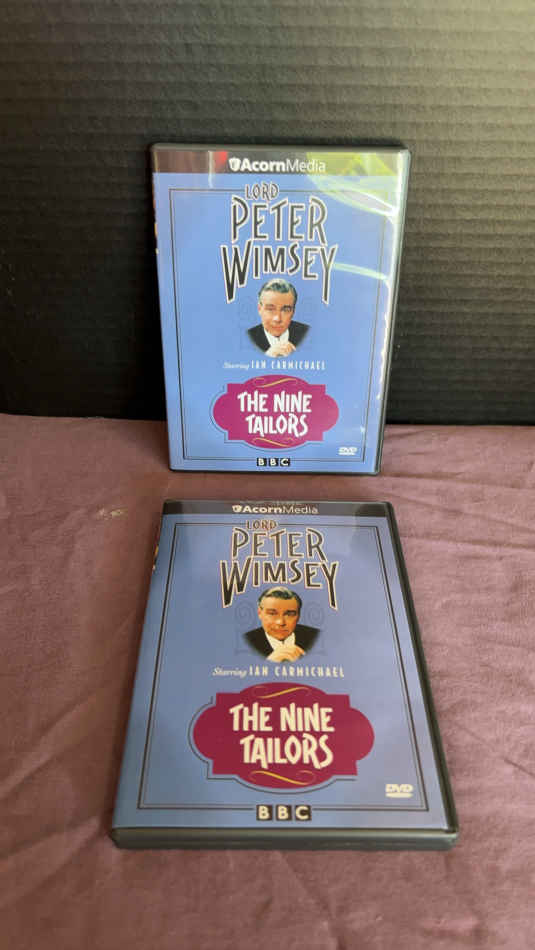 AcornMedia
LORD
PETER
WIMSEY
Starring IAN CARMICHAEL
THE NINE
TAILORS
DVD
BBC
AcornMedia
LORD
PETER
WIMSEY
Starring IAN CARMICHAEL
THE NINE
TAILORS
DVD
BBC